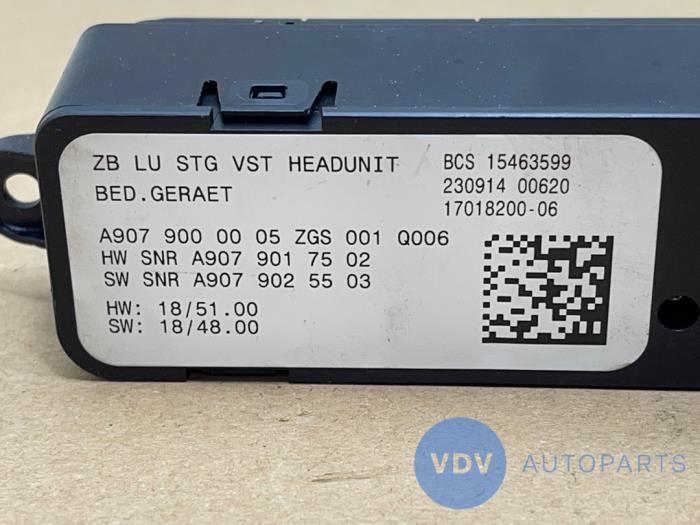 ZB LU STG VST HEADUNIT
BED.GERAET
BCS 15463599
230914 00620
17018200-06
A907 900 00 05 ZGS 001 Q006
HW SNR A907 901 75 02
SW SNR A907 902 55 03
HW: 18/51.00
SW: 18/48.00
VDV AUTOPARTS